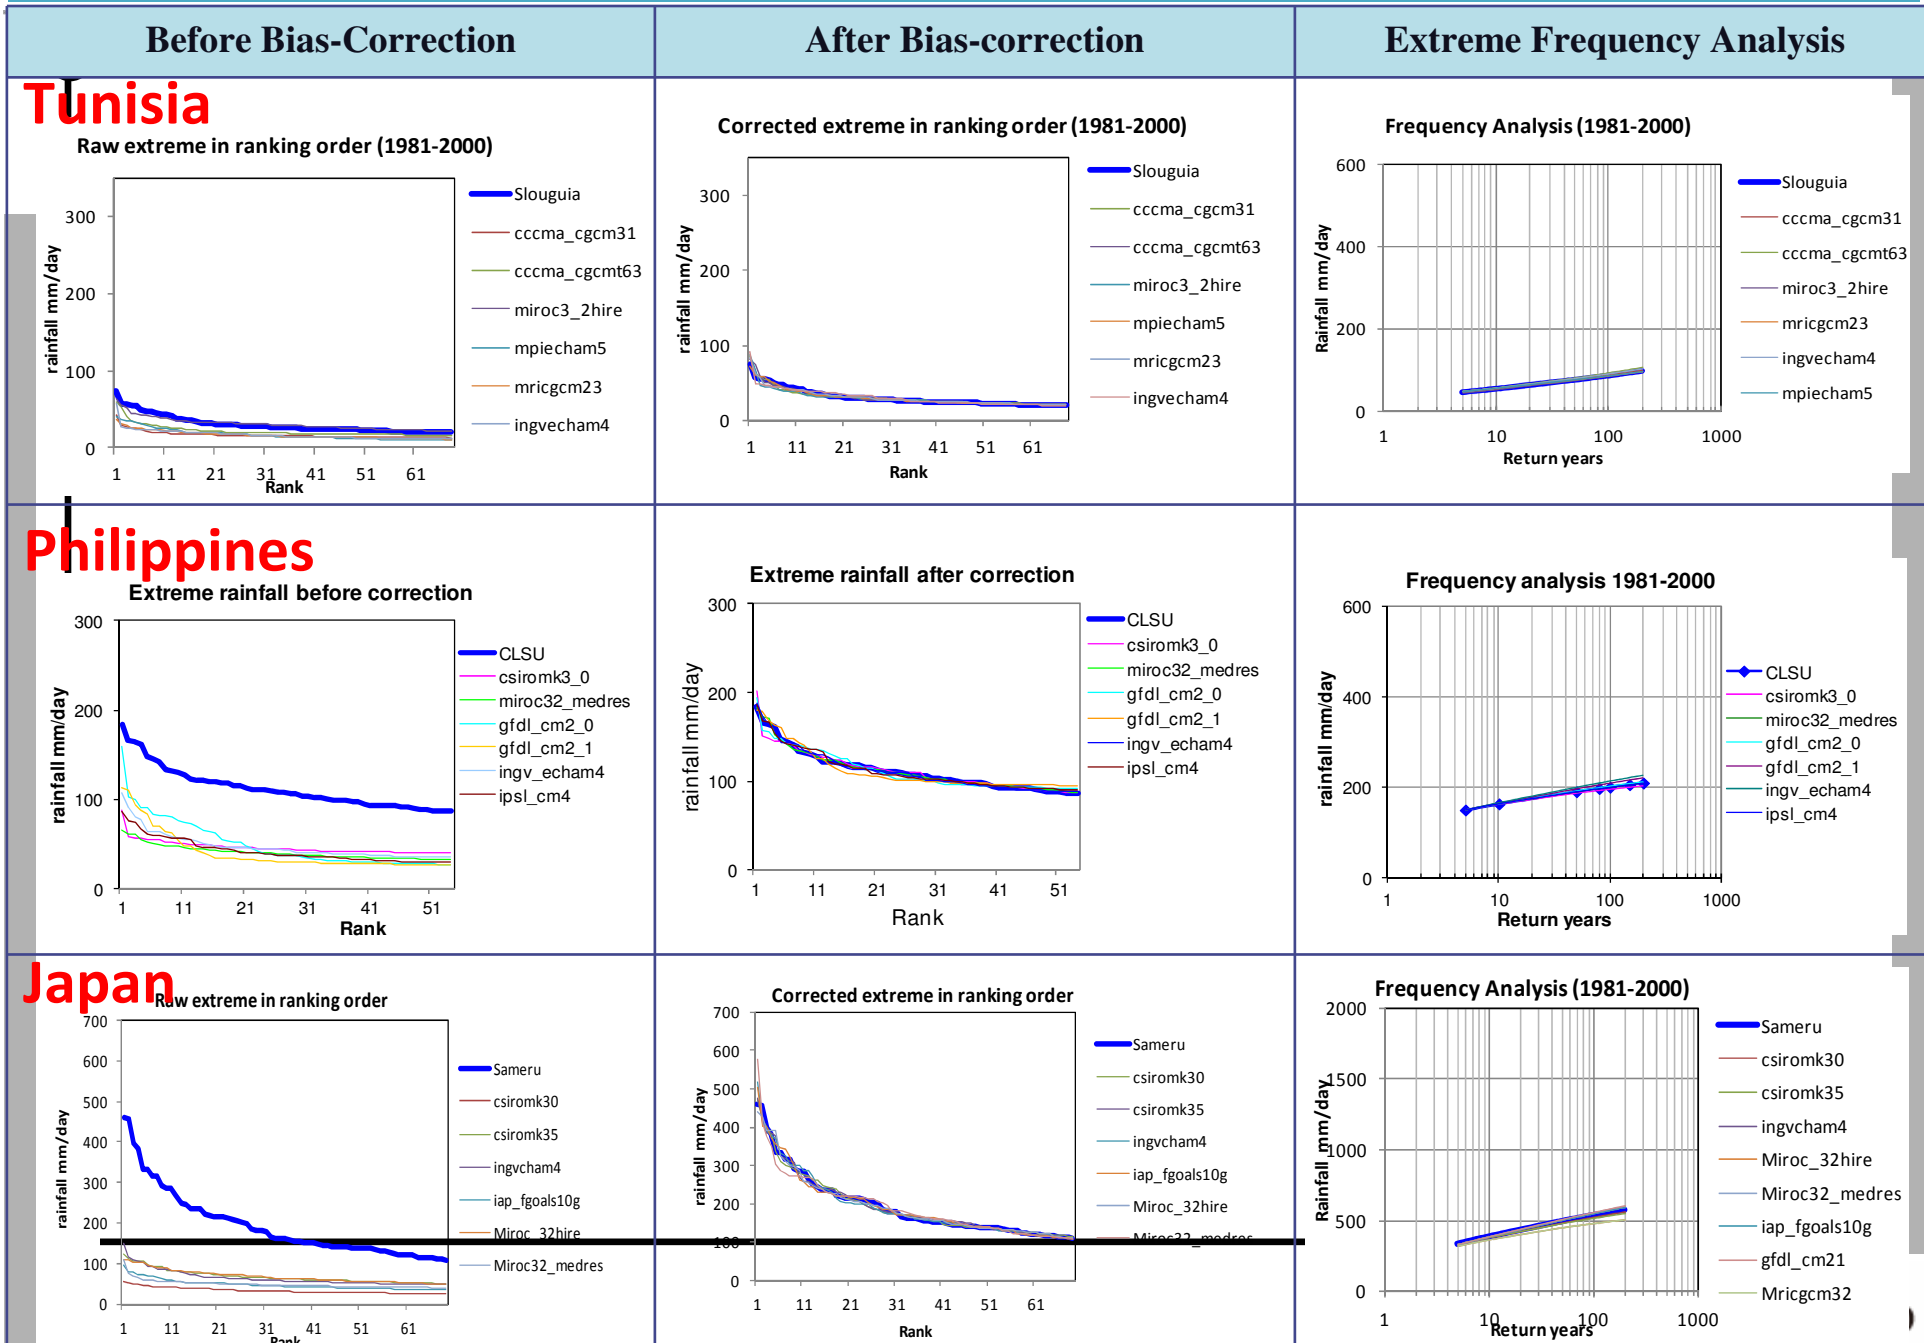 Before Bias-Correction
After Bias-correction
Extreme Frequency Analysis
Tunisia
Raw extreme in ranking order (1981-2000)
rainfall mm/day
300
200
100
0
1 11 21 31 41 51 61
Rank
Slouguia
cccma_cgcm31
cccma_cgcmt63
miroc3_2hire
mpiecham5
mricgcm23
ingvecham4
Corrected extreme in ranking order (1981-2000)
rainfall mm/day
300
200
100
0
1 11 21 31 41 51 61
Rank
Slouguia
cccma_cgcm31
cccma_cgcmt63
miroc3_2hire
mpiecham5
mricgcm23
ingvecham4
Frequency Analysis (1981-2000)
Rainfall mm/day
600
400
200
0
1 10 100 1000
Return years
Slouguia
cccma_cgcm31
cccma_cgcmt63
miroc3_2hire
mricgcm23
ingvecham4
mpiecham5
Philippines
Extreme rainfall before correction
rainfall mm/day
300
200
100
0
1 11 21 31 41 51
Rank
CLSU
csiromk3_0
miroc32_medres
gfdl_cm2_0
gfdl_cm2_1
ingv_echam4
ipsl_cm4
Extreme rainfall after correction
rainfall mm/day
300
200
100
0
1 11 21 31 41 51
Rank
CLSU
csiromk3_0
miroc32_medres
gfdl_cm2_0
gfdl_cm2_1
ingv_echam4
ipsl_cm4
Frequency analysis 1981-2000
rainfall mm/day
600
400
200
0
1 10 100 1000
Return years
CLSU
csiromk3_0
miroc32_medres
gfdl_cm2_0
gfdl_cm2_1
ingv_echam4
ipsl_cm4
Japan
Raw extreme in ranking order
rainfall mm/day
700
600
500
400
300
200
100
0
1 11 21 31 41 51 61
Rank
Sameru
csiromk30
csiromk35
ingvcham4
iap_fgoals10g
Miroc_32hire
Miroc32_medres
Corrected extreme in ranking order
rainfall mm/day
700
600
500
400
300
200
100
0
1 11 21 31 41 51 61
Rank
Sameru
csiromk30
csiromk35
ingvcham4
iap_fgoals10g
Miroc_32hire
Miroc32_medres
Frequency Analysis (1981-2000)
Rainfall mm/day
2000
1500
1000
500
0
1 10 100 1000
Return years
Sameru
csiromk30
csiromk35
ingvcham4
Miroc_32hire
Miroc32_medres
iap_fgoals10g
gfdl_cm21
Mricgcm32